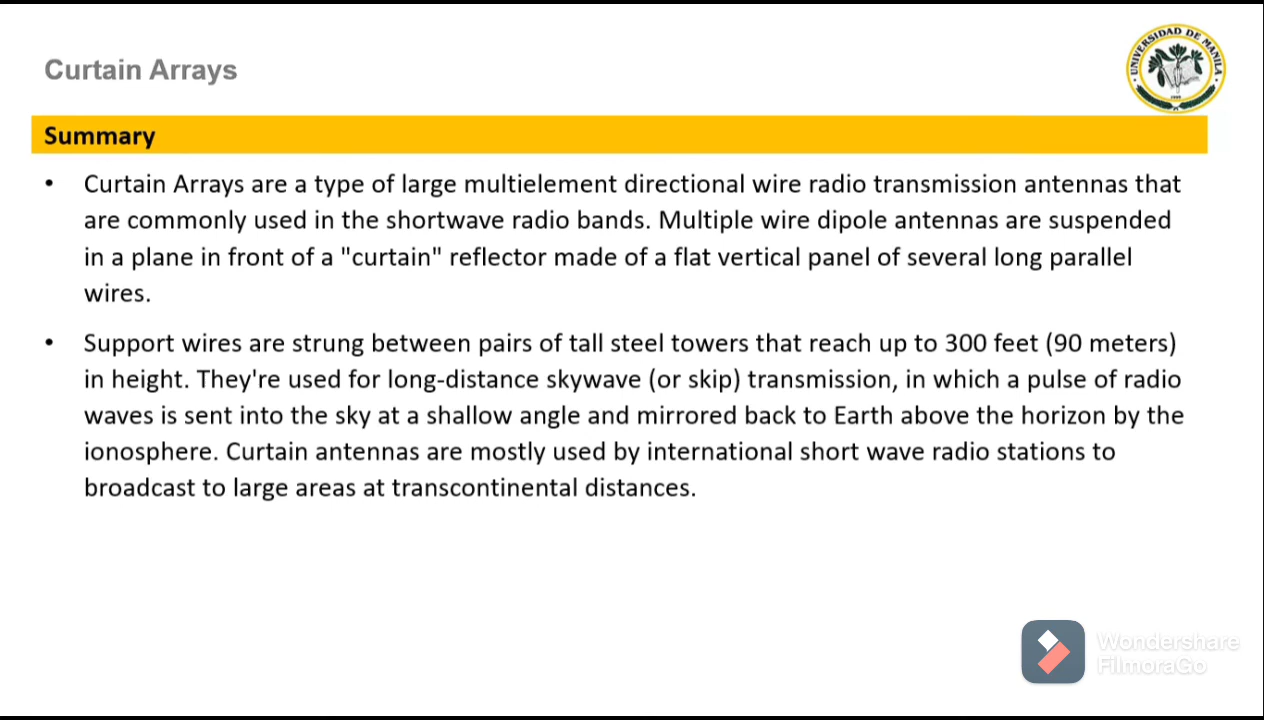 Curtain Arrays
UNIVERSIDAD DE MANILA
Summary
• Curtain Arrays are a type of large multielement directional wire radio transmission antennas that
are commonly used in the shortwave radio bands. Multiple wire dipole antennas are suspended
in a plane in front of a "curtain" reflector made of a flat vertical panel of several long parallel
wires.
• Support wires are strung between pairs of tall steel towers that reach up to 300 feet (90 meters)
in height. They're used for long-distance skywave (or skip) transmission, in which a pulse of radio
waves is sent into the sky at a shallow angle and mirrored back to Earth above the horizon by the
ionosphere. Curtain antennas are mostly used by international short wave radio stations to
broadcast to large areas at transcontinental distances.
Wondershare
FilmoraGo